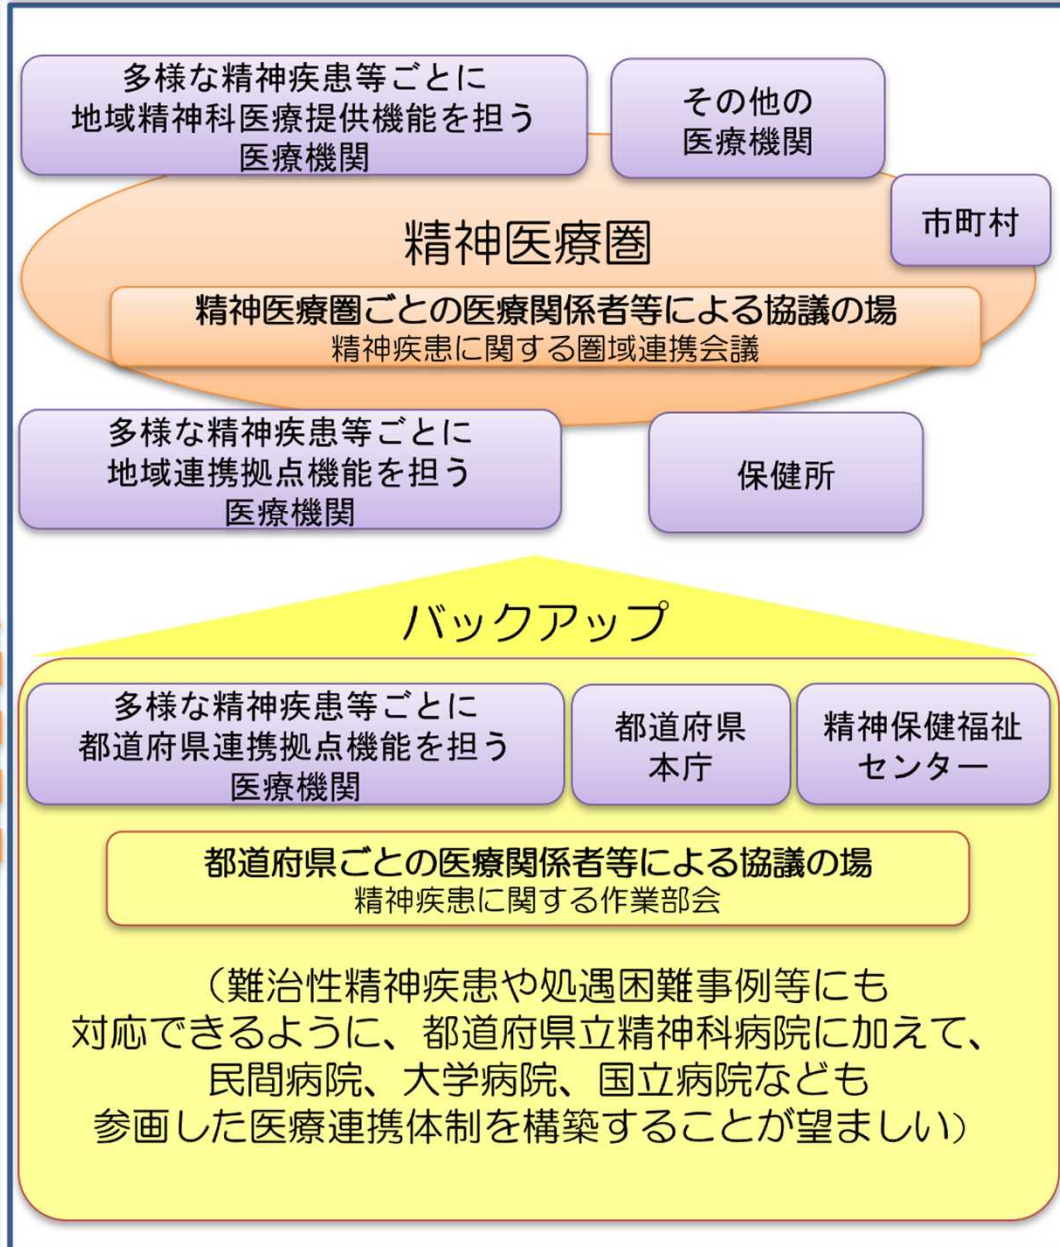 多様な精神疾患等ごとに
地域精神科医療提供機能を担う
医療機関
その他の
医療機関
市町村
精神医療圏
精神医療圏ごとの医療関係者等による協議の場
精神疾患に関する圏域連携会議
多様な精神疾患等ごとに
地域連携拠点機能を担う
医療機関
保健所
バックアップ
多様な精神疾患等ごとに
都道府県連携拠点機能を担う
医療機関
都道府県
本庁
精神保健福祉
センター
都道府県ごとの医療関係者等による協議の場
精神疾患に関する作業部会
（難治性精神疾患や処遇困難事例等にも
対応できるように、都道府県立精神科病院に加えて、
民間病院、大学病院、国立病院なども
参画した医療連携体制を構築することが望ましい）